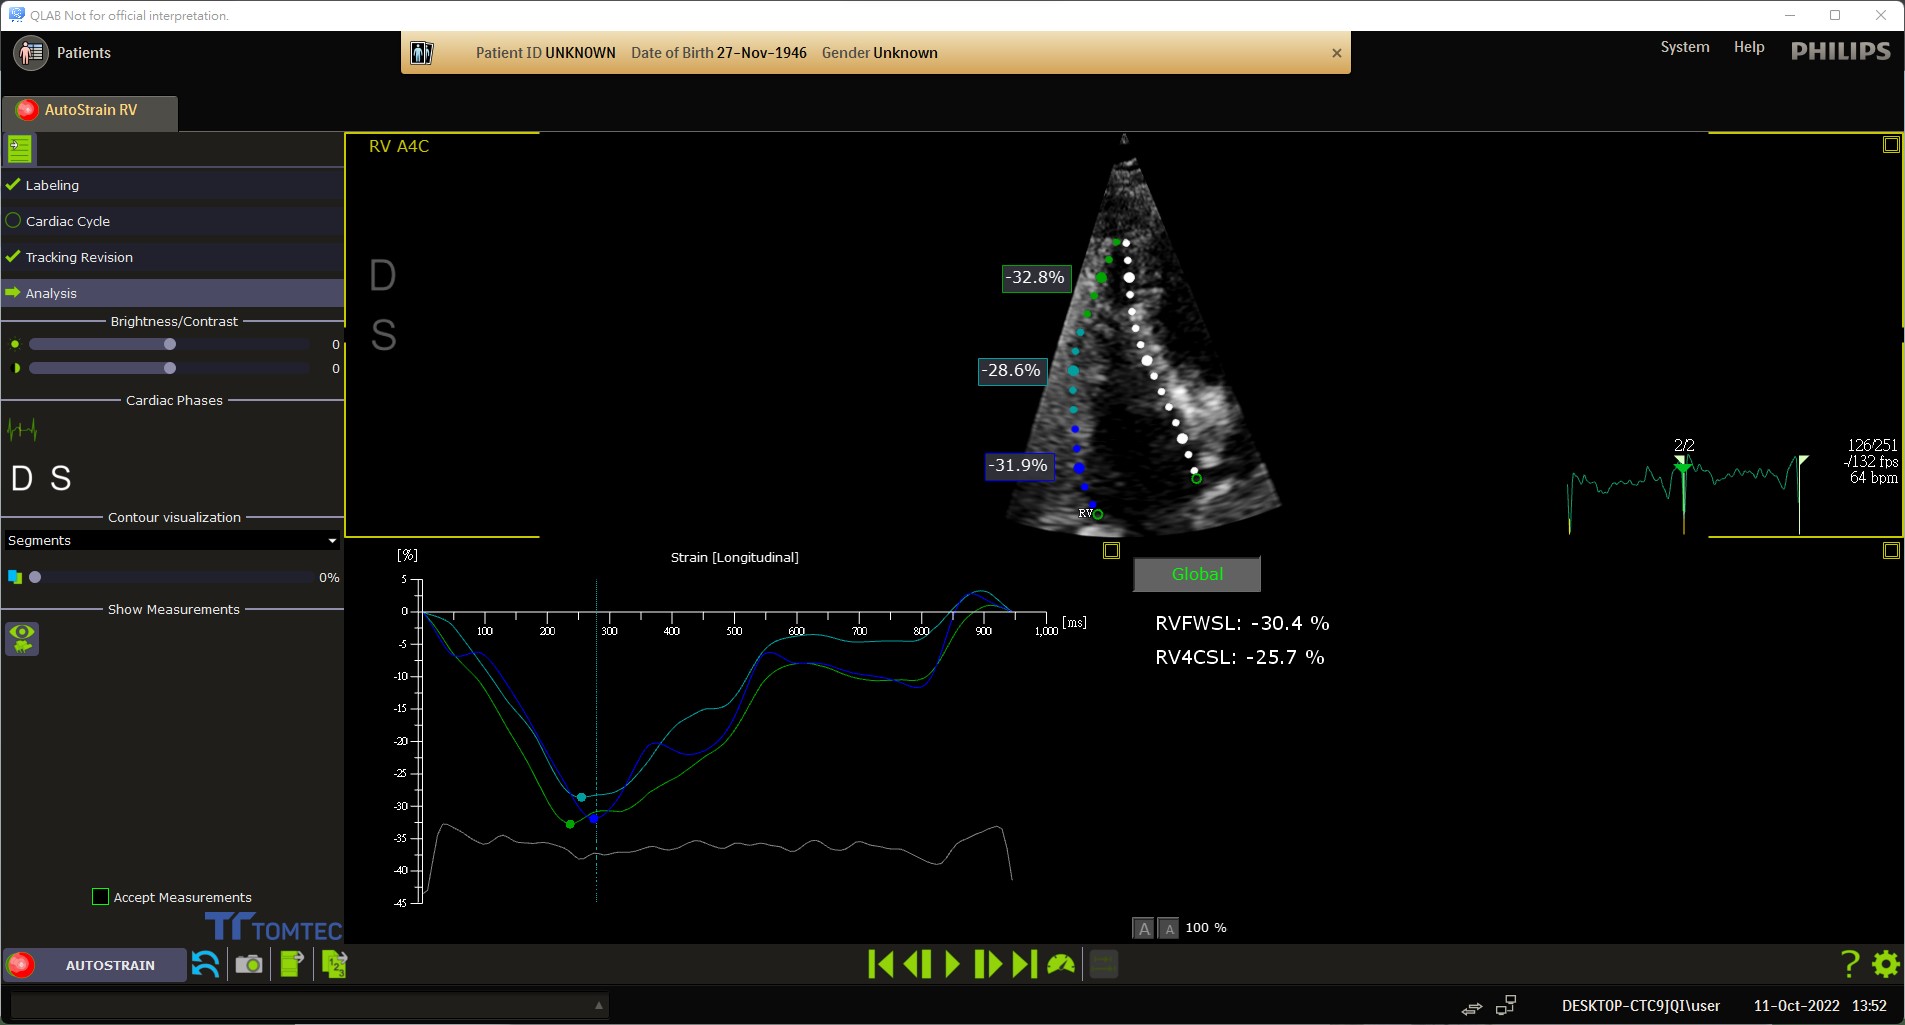 QLAB Not for official interpretation.
Patients
Patient ID UNKNOWN Date of Birth 27-Nov-1946 Gender Unknown
System Help PHILIPS
AutoStrain RV
Labeling
Cardiac Cycle
Tracking Revision
Analysis
Brightness/Contrast
0
0
Cardiac Phases
D S
Contour visualization
Segments
0%
Show Measurements
Accept Measurements
TOMTEC
RV A4C
D
S
-32.8%
-28.6%
-31.9%
RV
2/2
126/251
-/132 fps
64 bpm
[%]
Strain [Longitudinal]
5
0
-5
-10
-15
-20
-25
-30
-35
-40
-45
100 200 300 400 500 600 700 800 900 1,000 [ms]
Global
RVFWSL: -30.4 %
RV4CSL: -25.7 %
A A 100 %
AUTOSTRAIN
123
?
DESKTOP-CTC9JQI\user 11-Oct-2022 13:52